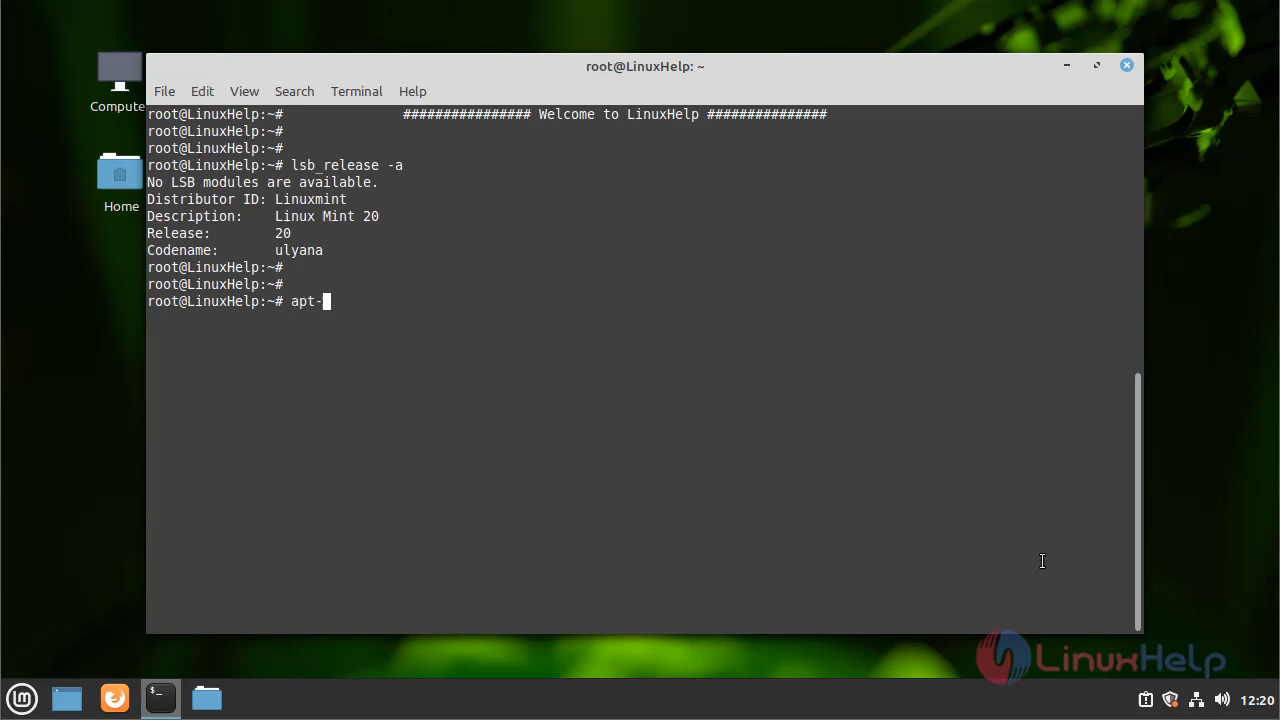 root@LinuxHelp: ~
File Edit View Search Terminal Help
Compute
Home
root@LinuxHelp:~#               ################ Welcome to LinuxHelp ###############
root@LinuxHelp:~#
root@LinuxHelp:~#
root@LinuxHelp:~# lsb_release -a
No LSB modules are available.
Distributor ID: Linuxmint
Description:    Linux Mint 20
Release:        20
Codename:       ulyana
root@LinuxHelp:~#
root@LinuxHelp:~#
root@LinuxHelp:~# apt-
LinuxHelp
$_
12:20